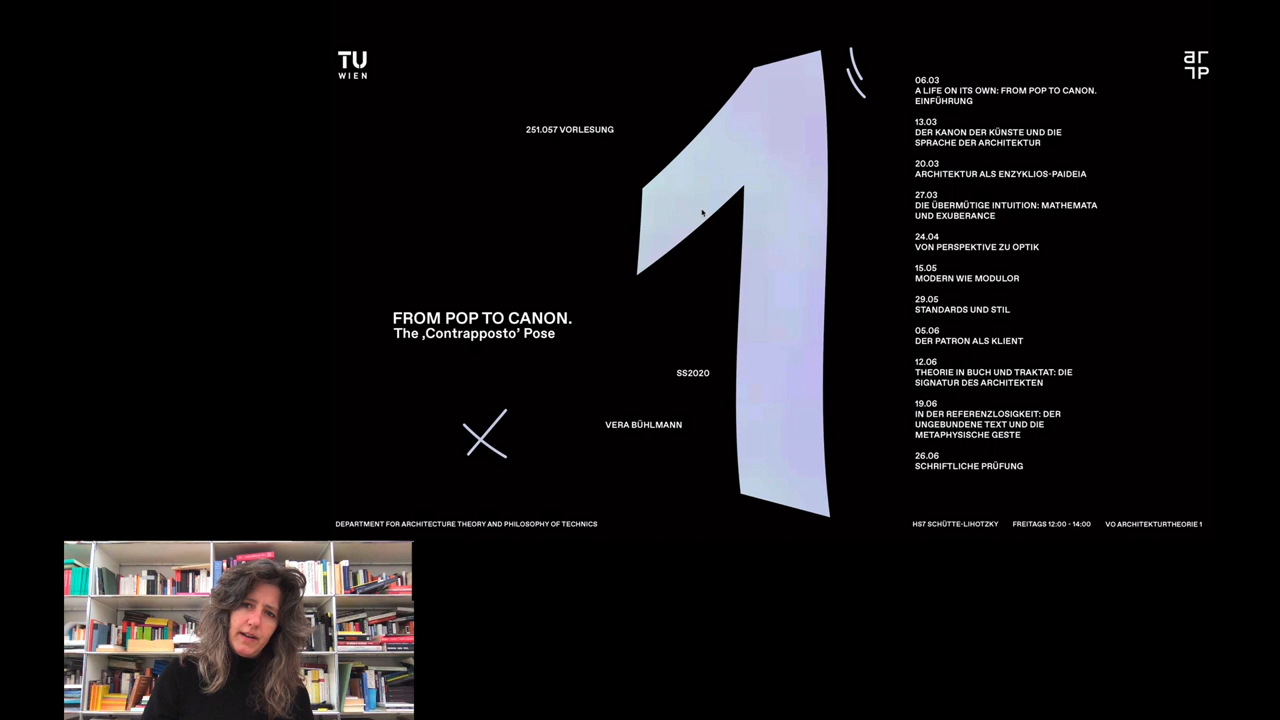 TU
WIEN
251.057 VORLESUNG
FROM POP TO CANON.
The ‚Contrapposto’ Pose
SS2020
VERA BÜHLMANN
1
06.03
A LIFE ON ITS OWN: FROM POP TO CANON.
EINFÜHRUNG
13.03
DER KANON DER KÜNSTE UND DIE
SPRACHE DER ARCHITEKTUR
20.03
ARCHITEKTUR ALS ENZYKLIOS-PAIDEIA
27.03
DIE ÜBERMÜTIGE INTUITION: MATHEMATA
UND EXUBERANCE
24.04
VON PERSPEKTIVE ZU OPTIK
15.05
MODERN WIE MODULOR
29.05
STANDARDS UND STIL
05.06
DER PATRON ALS KLIENT
12.06
THEORIE IN BUCH UND TRAKTAT: DIE
SIGNATUR DES ARCHITEKTEN
19.06
IN DER REFERENZLOSIGKEIT: DER
UNGEBUNDENE TEXT UND DIE
METAPHYSISCHE GESTE
26.06
SCHRIFTLICHE PRÜFUNG
DEPARTMENT FOR ARCHITECTURE THEORY AND PHILOSOPHY OF TECHNICS
HS7 SCHÜTTE-LIHOTZKY FREITAGS 12:00 - 14:00 VO ARCHITEKTURTHEORIE 1